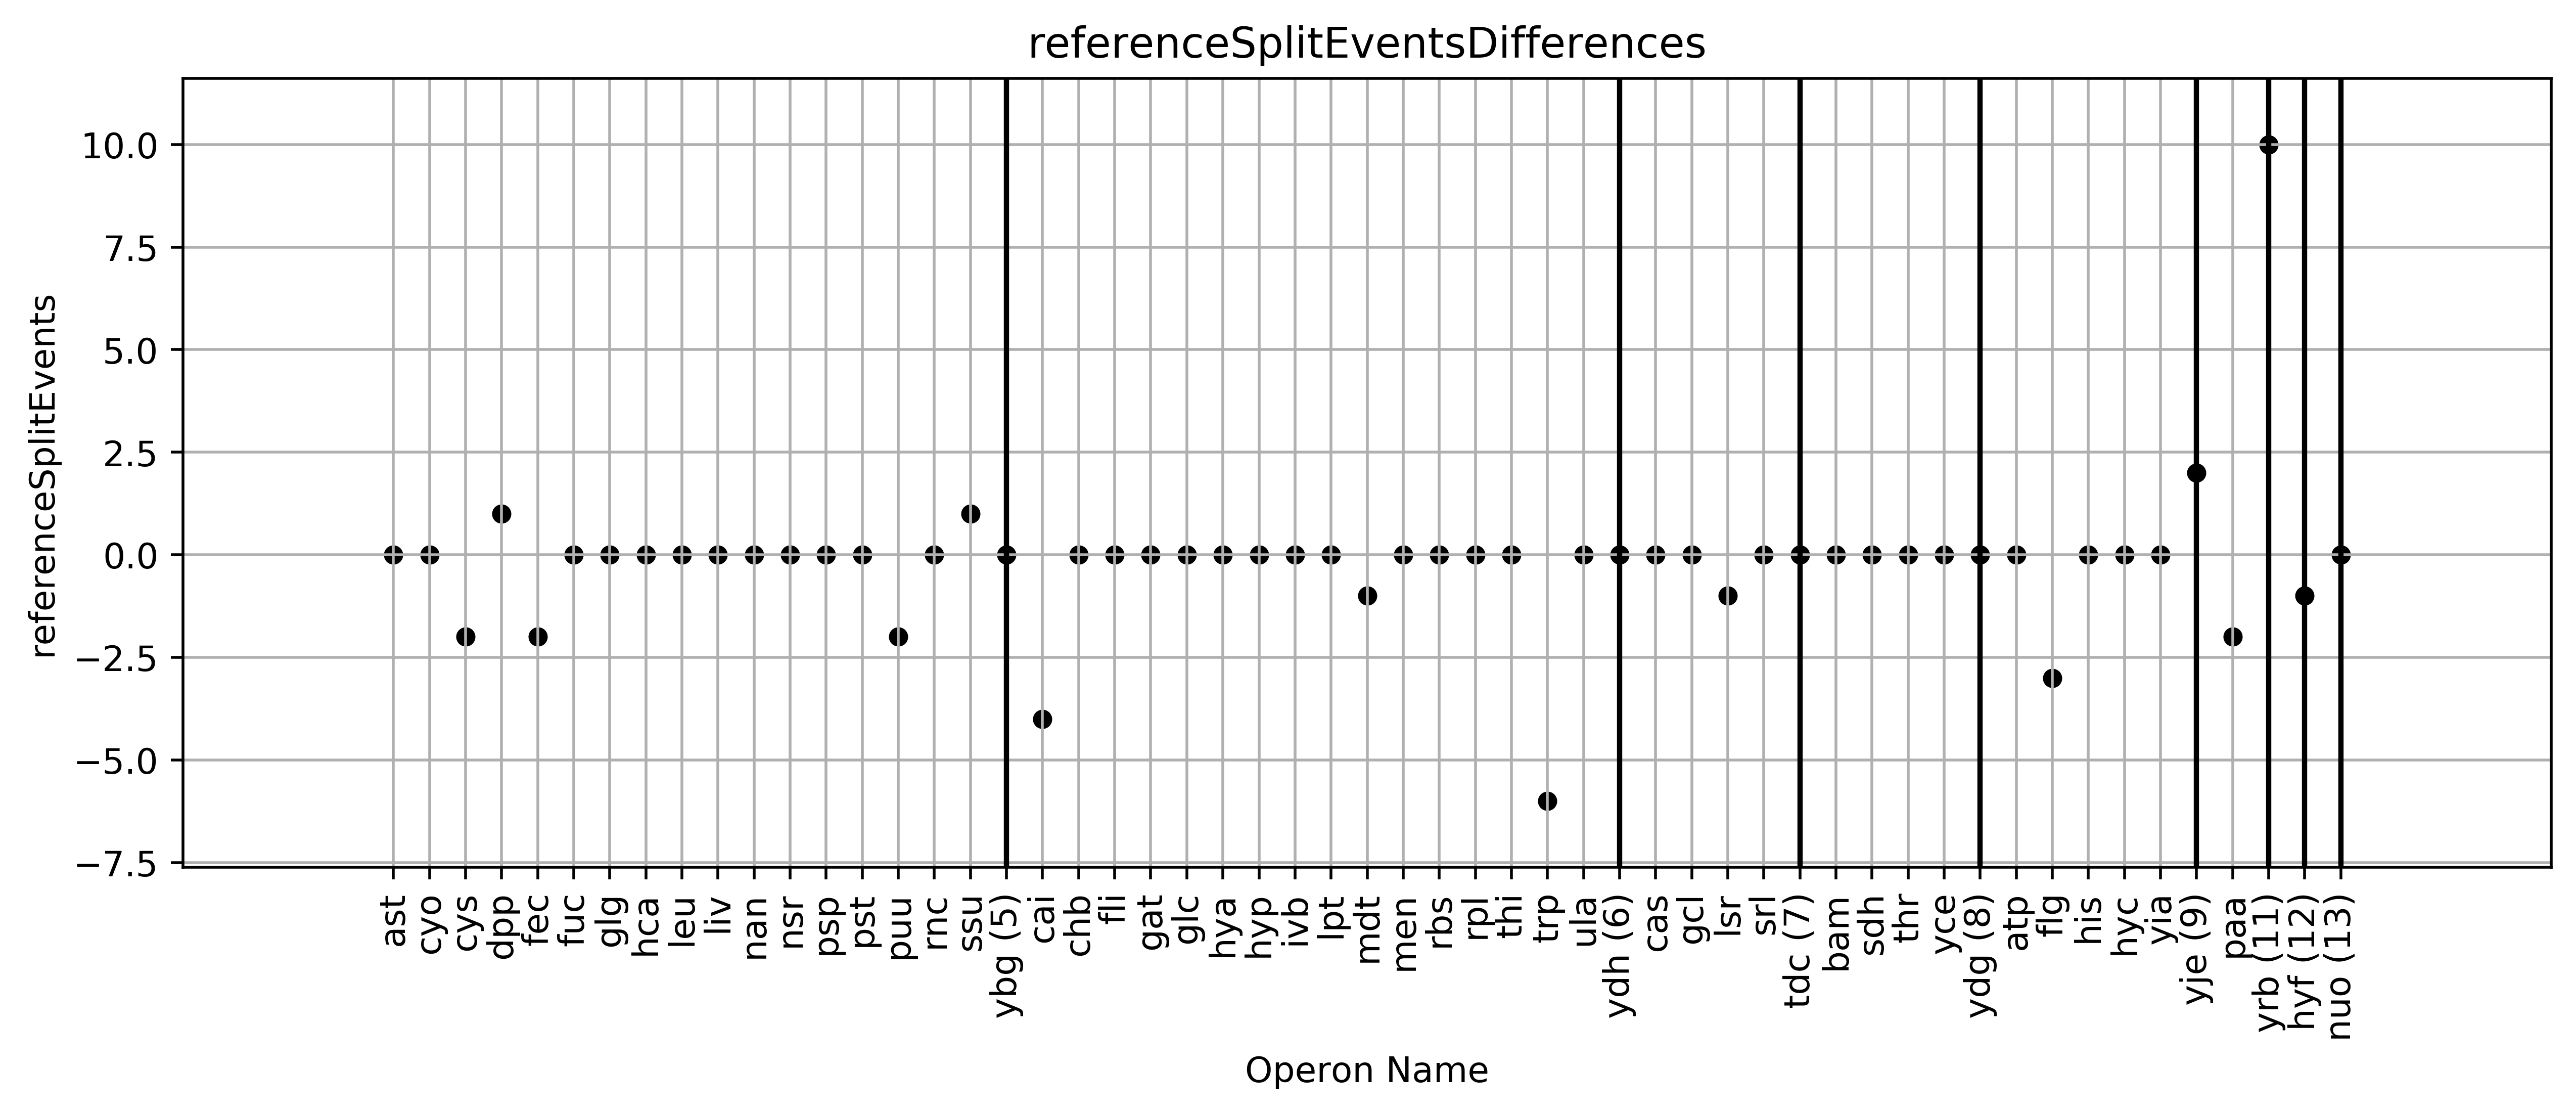 referenceSplitEventsDifferences
referenceSplitEvents
10.0
7.5
5.0
2.5
0.0
−2.5
−5.0
−7.5
ast
cyo
cys
dpp
fec
fuc
glg
hca
leu
liv
nan
nsr
psp
pst
puu
rnc
ssu
ybg (5)
cai
chb
fli
gat
glc
hya
hyp
ivb
lpt
mdt
men
rbs
rpl
thi
trp
ula
ydh (6)
cas
gcl
lsr
srl
tdc (7)
bam
sdh
thr
yce
ydg (8)
atp
flg
his
hyc
yia
yje (9)
paa
yrb (11)
hyf (12)
nuo (13)
Operon Name